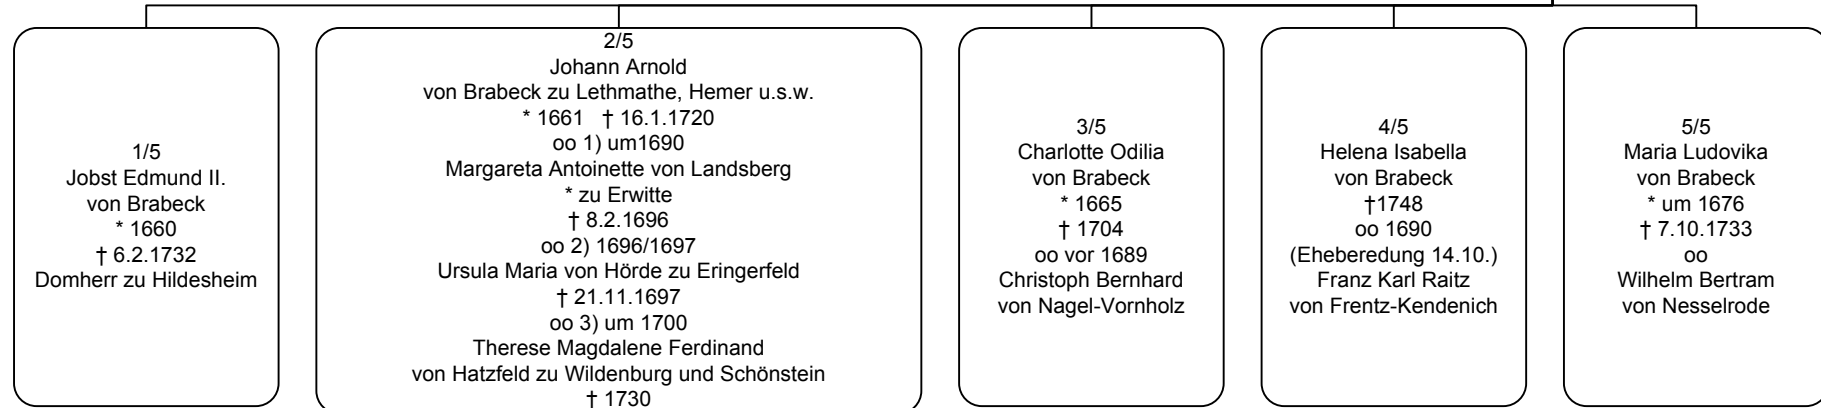 1/5
Jobst Edmund II.
von Brabeck
* 1660
† 6.2.1732
Domherr zu Hildesheim
2/5
Johann Arnold
von Brabeck zu Lethmathe, Hemer u.s.w.
* 1661 † 16.1.1720
oo 1) um1690
Margareta Antoinette von Landsberg
* zu Erwitte
† 8.2.1696
oo 2) 1696/1697
Ursula Maria von Hörde zu Eringerfeld
† 21.11.1697
oo 3) um 1700
Therese Magdalene Ferdinand
von Hatzfeld zu Wildenburg und Schönstein
† 1730
3/5
Charlotte Odilia
von Brabeck
* 1665
† 1704
oo vor 1689
Christoph Bernhard
von Nagel-Vornholz
4/5
Helena Isabella
von Brabeck
†1748
oo 1690
(Eheberedung 14.10.)
Franz Karl Raitz
von Frentz-Kendenich
5/5
Maria Ludovika
von Brabeck
* um 1676
† 7.10.1733
oo
Wilhelm Bertram
von Nesselrode